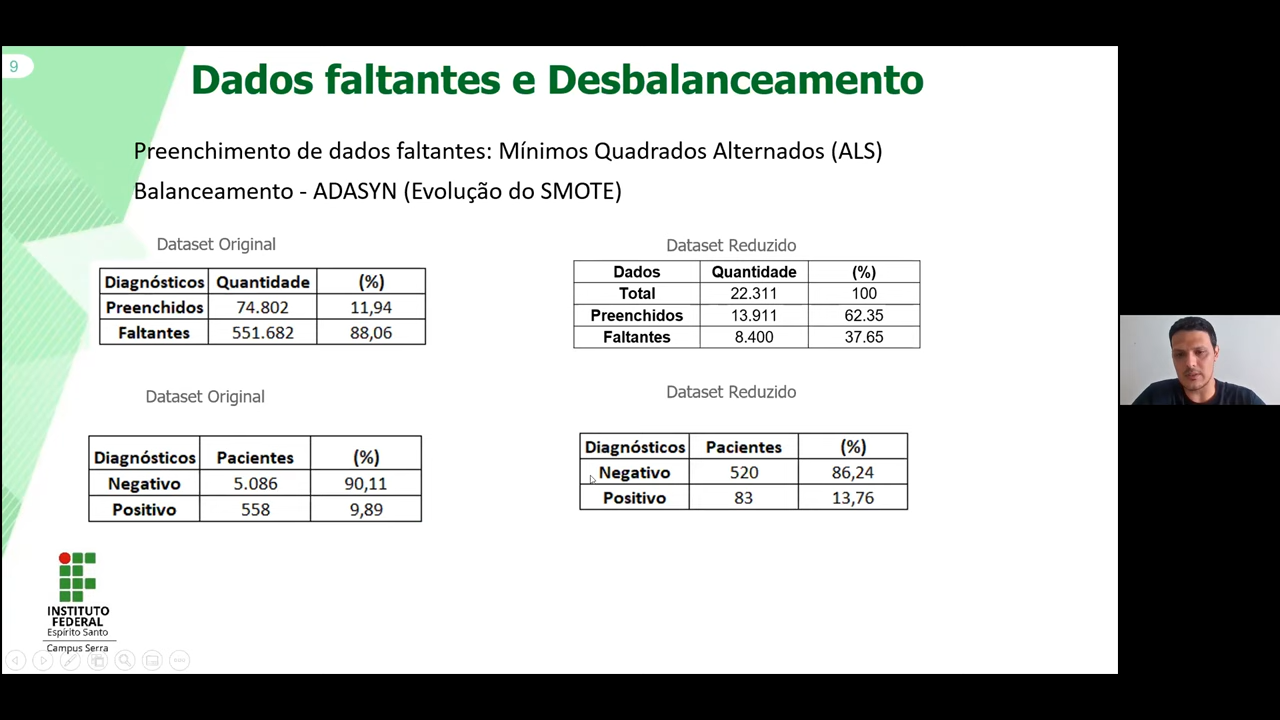 9
Dados faltantes e Desbalanceamento
Preenchimento de dados faltantes: Mínimos Quadrados Alternados (ALS)
Balanceamento - ADASYN (Evolução do SMOTE)
Dataset Original
Diagnósticos Quantidade (%)
Preenchidos 74.802 11,94
Faltantes 551.682 88,06
Dataset Reduzido
Dados Quantidade (%)
Total 22.311 100
Preenchidos 13.911 62.35
Faltantes 8.400 37.65
Dataset Original
Diagnósticos Pacientes (%)
Negativo 5.086 90,11
Positivo 558 9,89
Dataset Reduzido
Diagnósticos Pacientes (%)
Negativo 520 86,24
Positivo 83 13,76
INSTITUTO
FEDERAL
Espírito Santo
Campus Serra